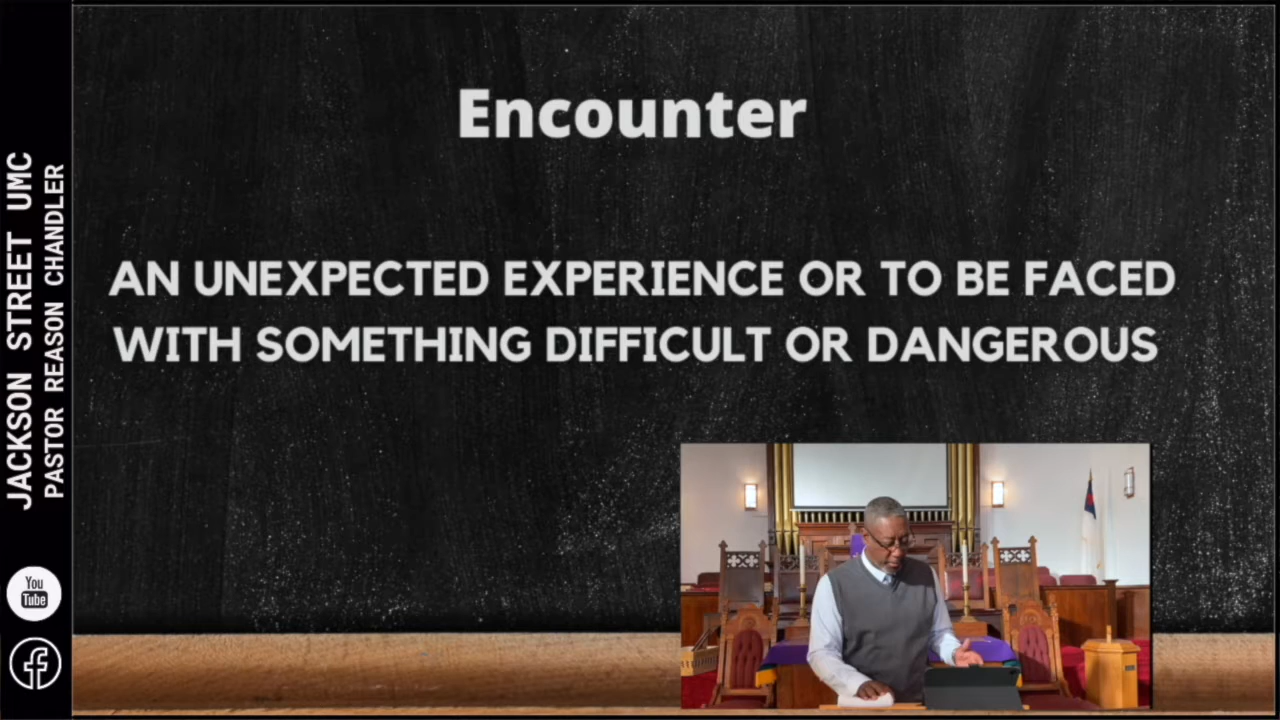 JACKSON STREET UMC
PASTOR REASON CHANDLER
You
Tube
Encounter
AN UNEXPECTED EXPERIENCE OR TO BE FACED
WITH SOMETHING DIFFICULT OR DANGEROUS